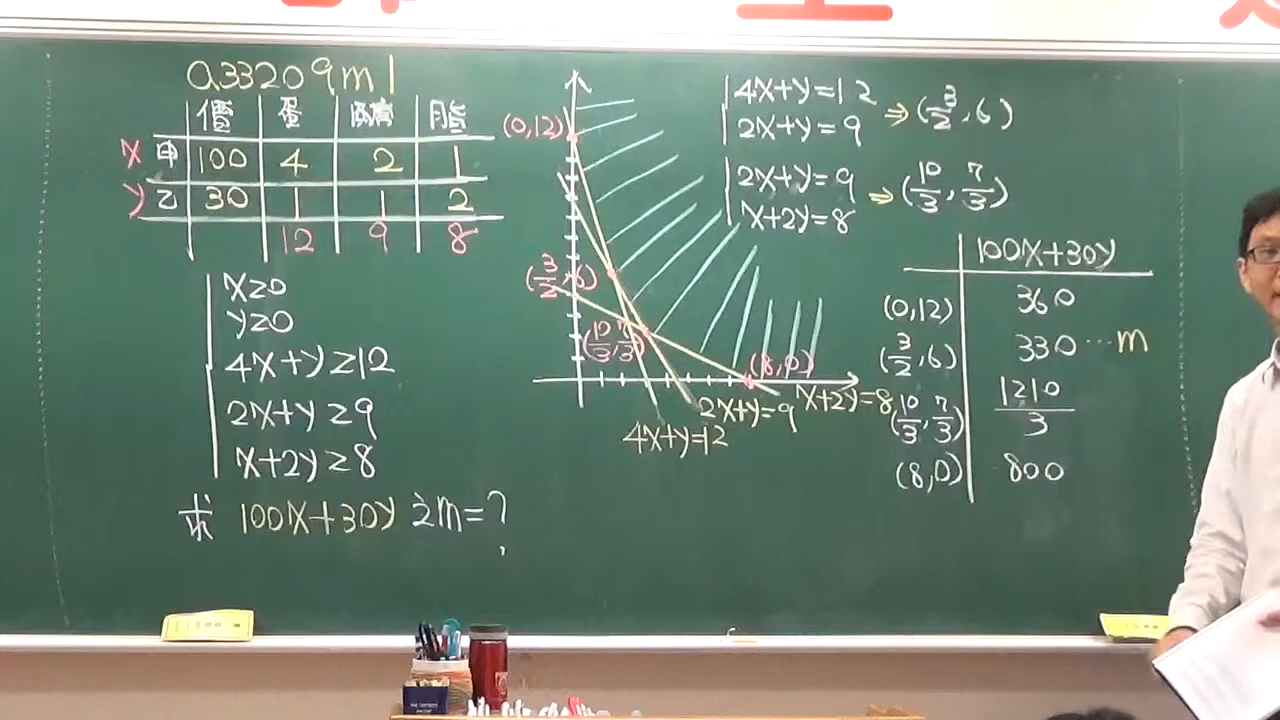 033209m1
價 蛋 醣 脂
X 甲 100 4 2 1
y 乙 30 1 1 2
12 9 8
X≥0
y≥0
4X+y≥12
2X+y≥9
X+2y≥8
求 100X+30y 之m=?
(0,12)
(3/2,6)
(10/3,7/3)
(8,0)
X+2y=8
2X+y=9
4X+y=12
4X+y=12
2X+y=9
⇒(3/2,6)
2X+y=9
X+2y=8
⇒(10/3,7/3)
100X+30y
(0,12) 360
(3/2,6) 330…m
(10/3,7/3) 1210/3
(8,0) 800